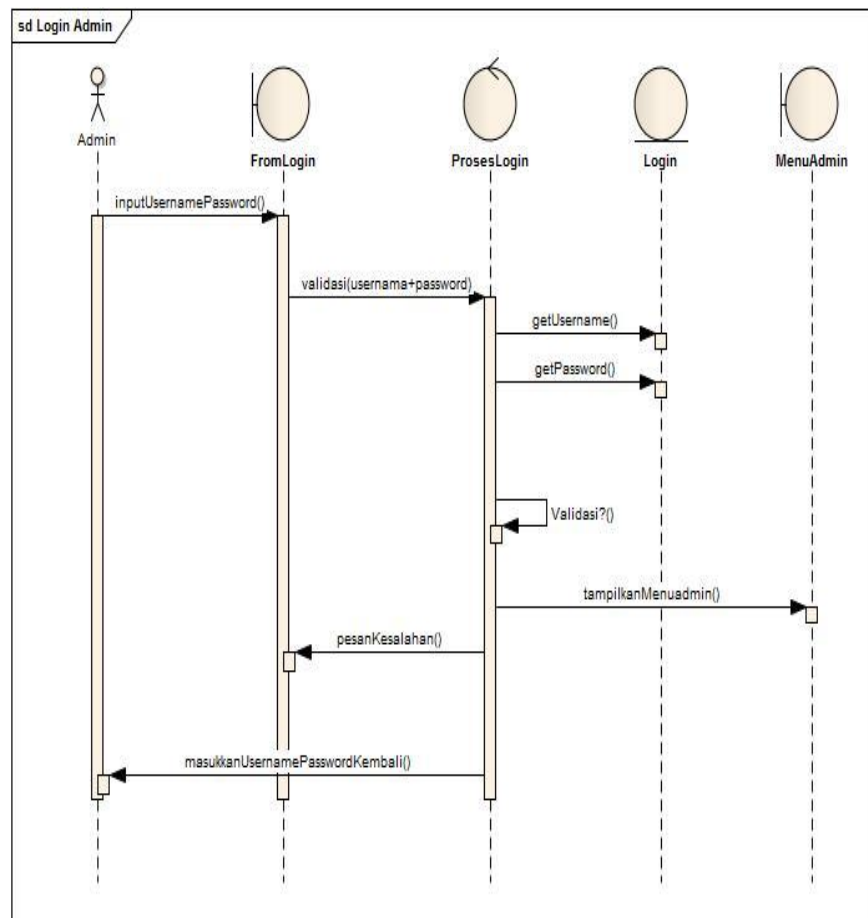 sd Login Admin
Admin
FromLogin
ProsesLogin
Login
MenuAdmin
inputUsernamePassword()
validasi(usernama+password)
getUsername()
getPassword()
Validasi?()
tampilkanMenuadmin()
pesanKesalahan()
masukkanUsernamePasswordKembali()